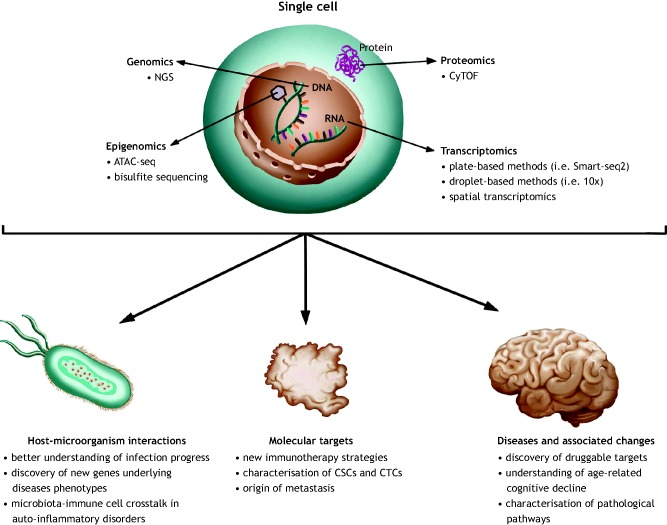 Single cell
Protein
Genomics
• NGS
DNA
Proteomics
• CyTOF
RNA
Epigenomics
• ATAC-seq
• bisulfite sequencing
Transcriptomics
• plate-based methods (i.e. Smart-seq2)
• droplet-based methods (i.e. 10x)
• spatial transcriptomics
Host-microorganism interactions
• better understanding of infection progress
• discovery of new genes underlying
diseases phenotypes
• microbiota-immune cell crosstalk in
auto-inflammatory disorders
Molecular targets
• new immunotherapy strategies
• characterisation of CSCs and CTCs
• origin of metastasis
Diseases and associated changes
• discovery of druggable targets
• understanding of age-related
cognitive decline
• characterisation of pathological
pathways